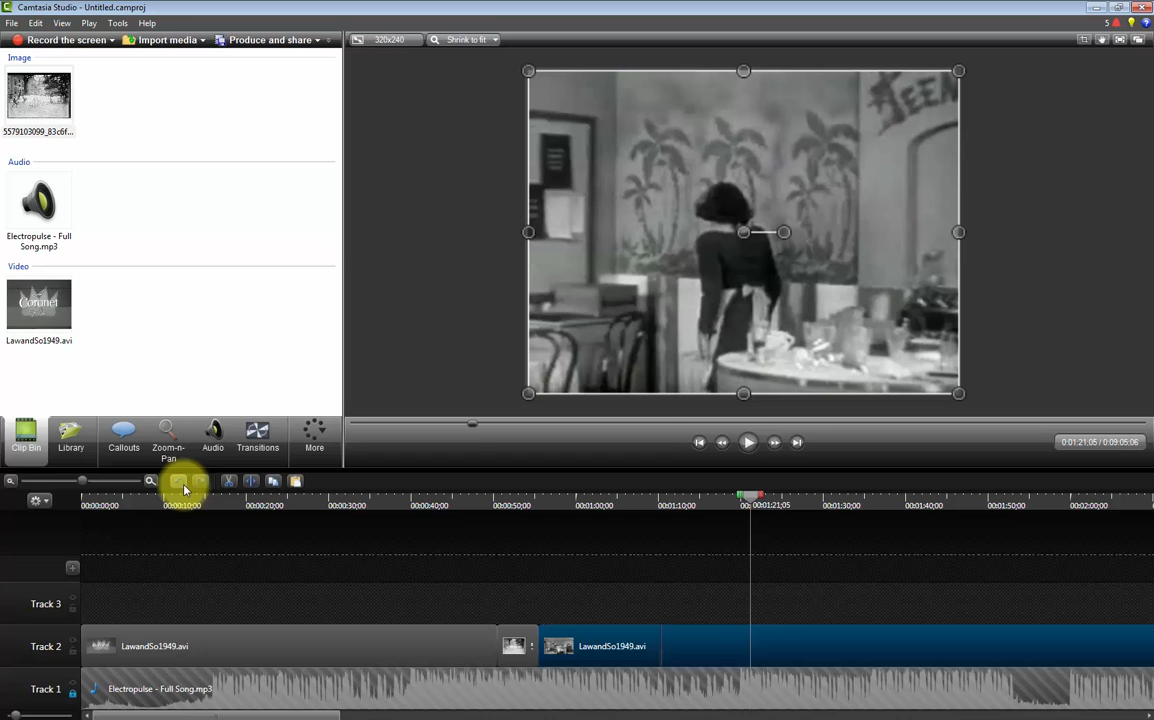 Camtasia Studio - Untitled.camproj
File Edit View Play Tools Help 5
Record the screen Import media Produce and share 320x240 Shrink to fit
Image
5579103099_83c6f...
Audio
Electropulse - Full
Song.mp3
Video
Coronet
LawandSo1949.avi
TEEN
Clip Bin Library Callouts Zoom-n-
Pan Audio Transitions More
0:01:21;05 / 0:09:05;06
00:00:00;00 00:00:10;00 00:00:20;00 00:00:30;00 00:00:40;00 00:00:50;00 00:01:00;00 00:01:10;00 00:01:21;05 00:01:30;00 00:01:40;00 00:01:50;00 00:02:00;00
Track 3
Track 2 LawandSo1949.avi LawandSo1949.avi
Track 1 Electropulse - Full Song.mp3